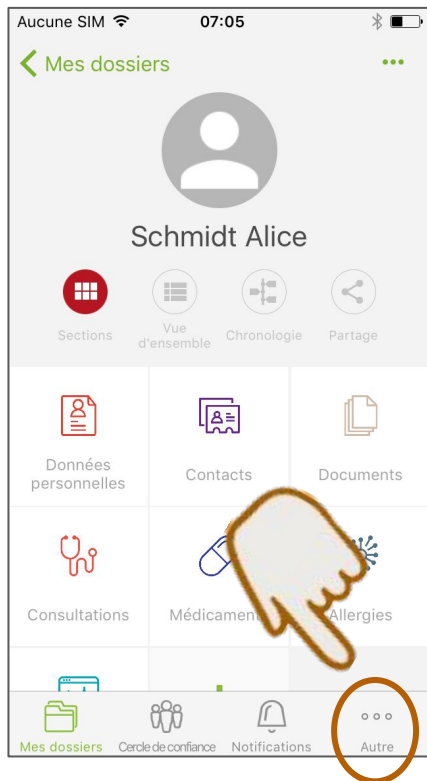 Aucune SIM 07:05
Mes dossiers
Schmidt Alice
Sections Vue d'ensemble Chronologie Partage
Données personnelles
Contacts
Documents
Consultations
Allergies
Mes dossiers Cercle de confiance Notifications Autre